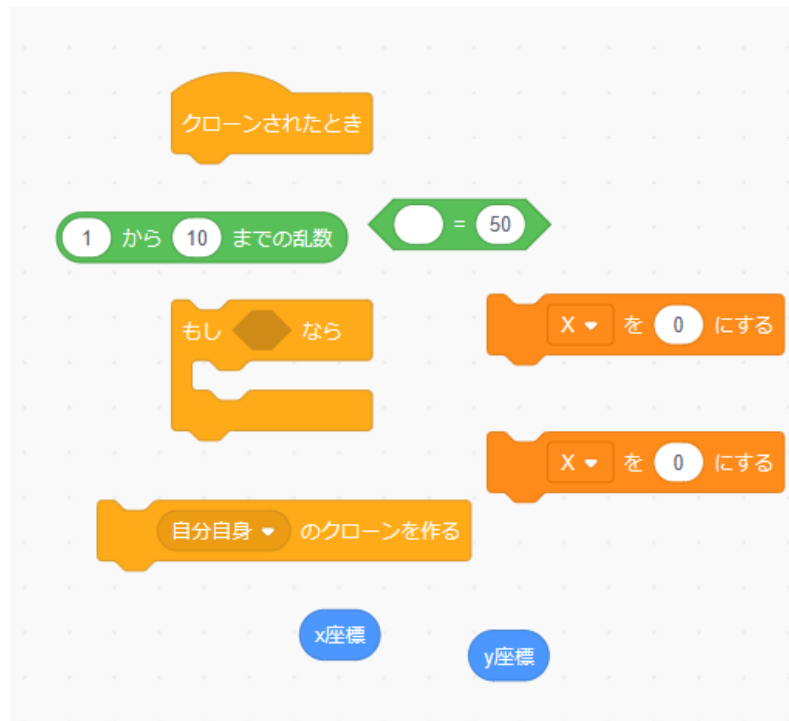 クローンされたとき
1 から 10 までの乱数
= 50
もし なら
X を 0 にする
X を 0 にする
自分自身 のクローンを作る
x座標
y座標